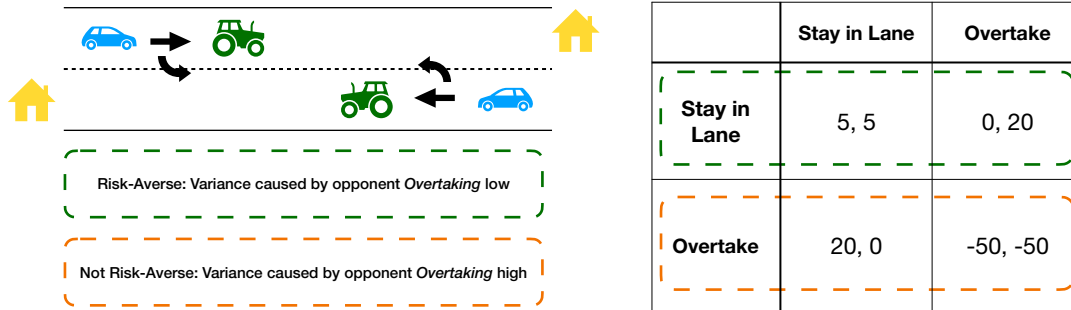 Risk-Averse: Variance caused by opponent Overtaking low
Not Risk-Averse: Variance caused by opponent Overtaking high
Stay in Lane Overtake
Stay in
Lane
5, 5 0, 20
Overtake 20, 0 -50, -50